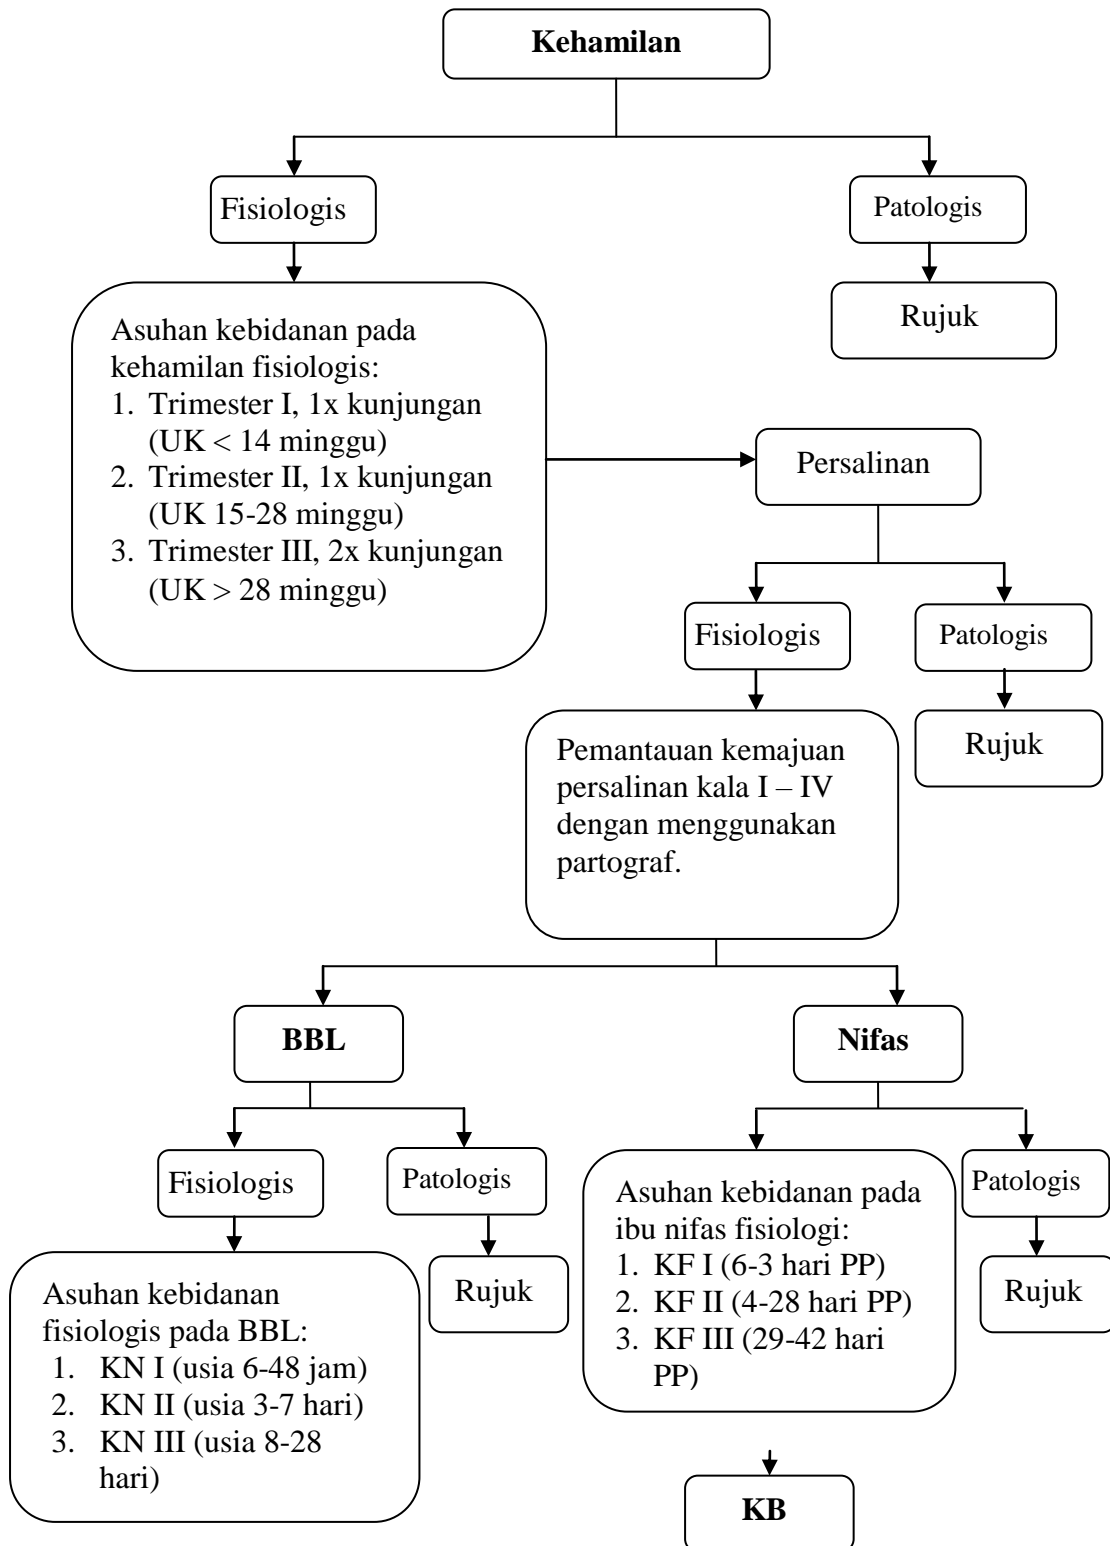 Kehamilan
Fisiologis
Patologis
Rujuk
Asuhan kebidanan pada
kehamilan fisiologis:
1. Trimester I, 1x kunjungan
(UK < 14 minggu)
2. Trimester II, 1x kunjungan
(UK 15-28 minggu)
3. Trimester III, 2x kunjungan
(UK > 28 minggu)
Persalinan
Fisiologis
Patologis
Rujuk
Pemantauan kemajuan
persalinan kala I – IV
dengan menggunakan
partograf.
BBL
Nifas
Fisiologis
Patologis
Rujuk
Asuhan kebidanan
fisiologis pada BBL:
1. KN I (usia 6-48 jam)
2. KN II (usia 3-7 hari)
3. KN III (usia 8-28
hari)
Asuhan kebidanan pada
ibu nifas fisiologi:
1. KF I (6-3 hari PP)
2. KF II (4-28 hari PP)
3. KF III (29-42 hari
PP)
Patologis
Rujuk
KB